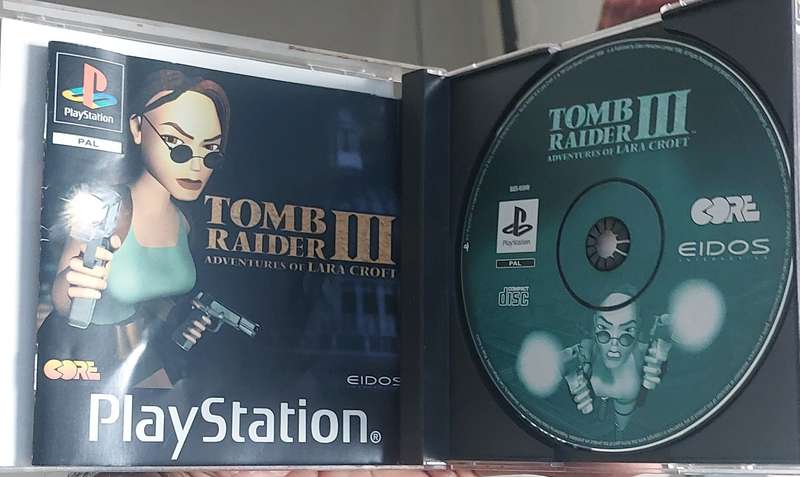 PlayStation
PAL
TOMB
RAIDER III
ADVENTURES OF LARA CROFT
CORE
EIDOS
PlayStation®
TOMB
RAIDER III
ADVENTURES OF LARA CROFT
CORE
PlayStation
EIDOS
INTERACTIVE
PAL
COMPACT
disc